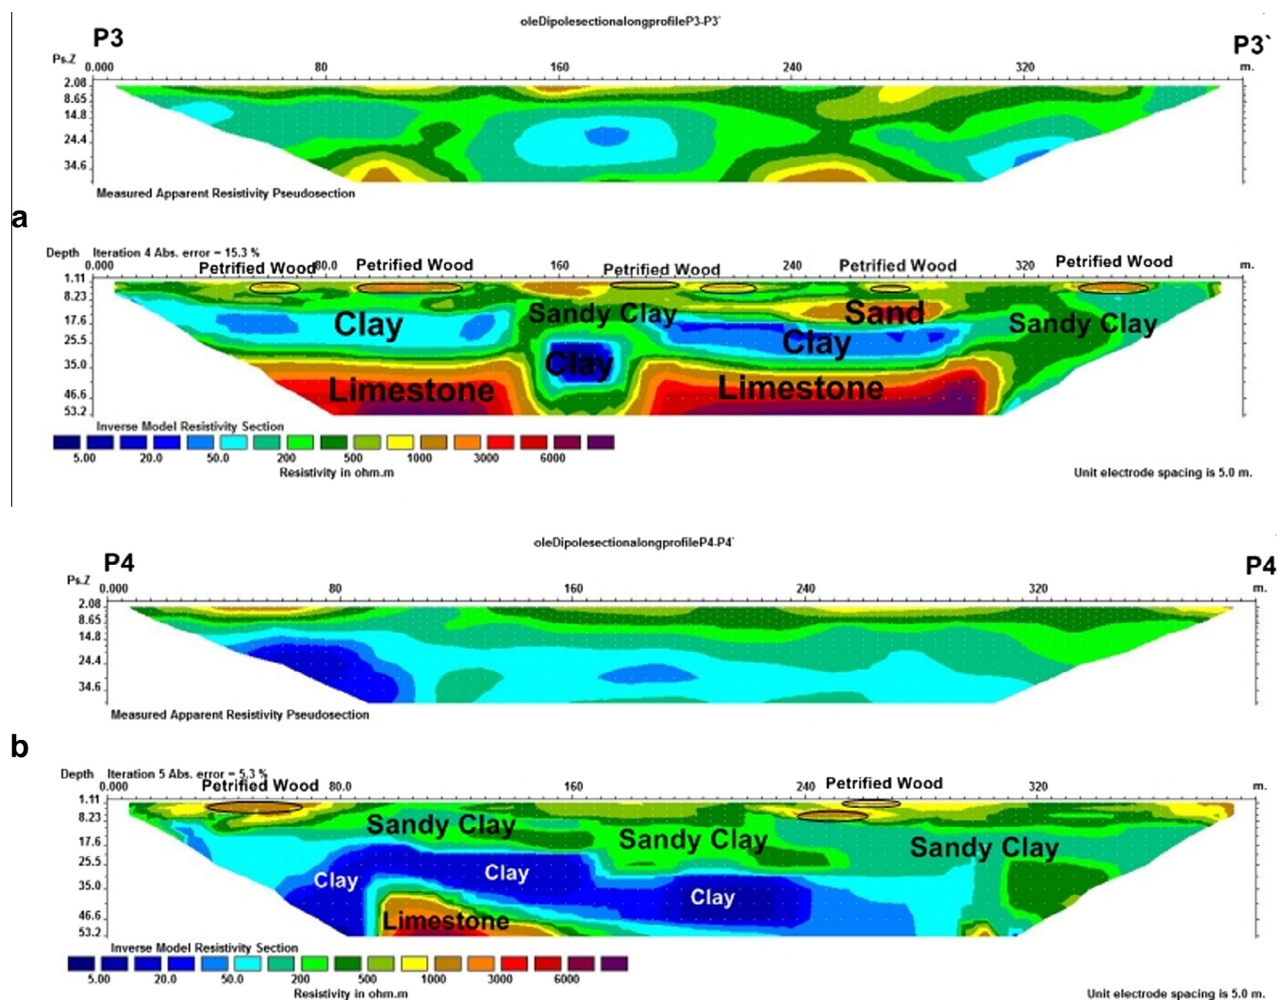 oleDipolesectionalongprofileP3-P3`
P3
P3`
Ps.Z
0.000 80 160 240 320 m.
2.08
8.65
14.8
24.4
34.6
Measured Apparent Resistivity Pseudosection
a
Depth Iteration 4 Abs. error = 15.3 %
0.000 80.0 160 240 320 m.
Petrified Wood Petrified Wood Petrified Wood Petrified Wood Petrified Wood
1.11
8.23
17.6
25.5
35.0
46.6
53.2
Sandy Clay Sand Sandy Clay
Clay Clay
Clay
Limestone Limestone
Inverse Model Resistivity Section
5.00 20.0 50.0 200 500 1000 3000 6000
Resistivity in ohm.m
Unit electrode spacing is 5.0 m.
oleDipolesectionalongprofileP4-P4'
P4
P4
Ps.Z
0.000 80 160 240 320 m.
2.08
8.65
14.8
24.4
34.6
Measured Apparent Resistivity Pseudosection
b
Depth Iteration 5 Abs. error = 5.3 %
0.000 80.0 160 240 320 m.
Petrified Wood Petrified Wood
1.11
8.23
17.6
25.5
35.0
46.6
53.2
Sandy Clay Sandy Clay Sandy Clay
Clay Clay Clay
Limestone
Inverse Model Resistivity Section
5.00 20.0 50.0 200 500 1000 3000 6000
Resistivity in ohm.m
Unit electrode spacing is 5.0 m.